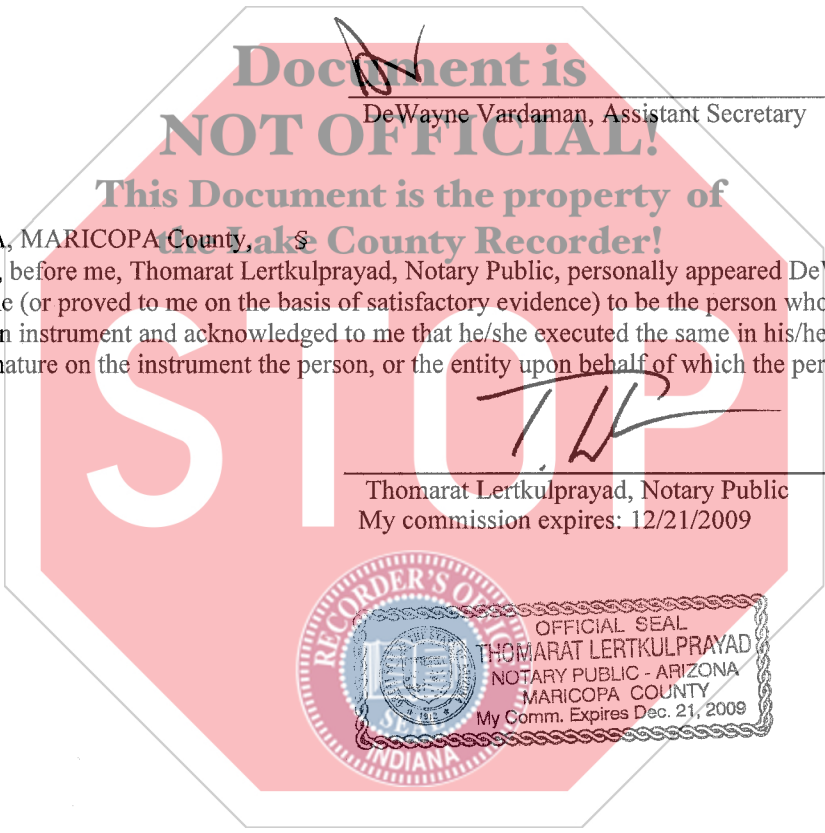 Document is
DeWayne Vardaman, Assistant Secretary
NOT OFFICIAL!
This Document is the property of
the Lake County Recorder!
A, MARICOPA County, §
, before me, Thomarat Lertkulprayad, Notary Public, personally appeared DeW
e (or proved to me on the basis of satisfactory evidence) to be the person who
n instrument and acknowledged to me that he/she executed the same in his/he
nature on the instrument the person, or the entity upon behalf of which the per
STOP
Thomarat Lertkulprayad, Notary Public
My commission expires: 12/21/2009
RECORDER'S OFFICE
SEAL
INDIANA
1912
OFFICIAL SEAL
THOMARAT LERTKULPRAYAD
NOTARY PUBLIC - ARIZONA
MARICOPA COUNTY
My Comm. Expires Dec. 21, 2009